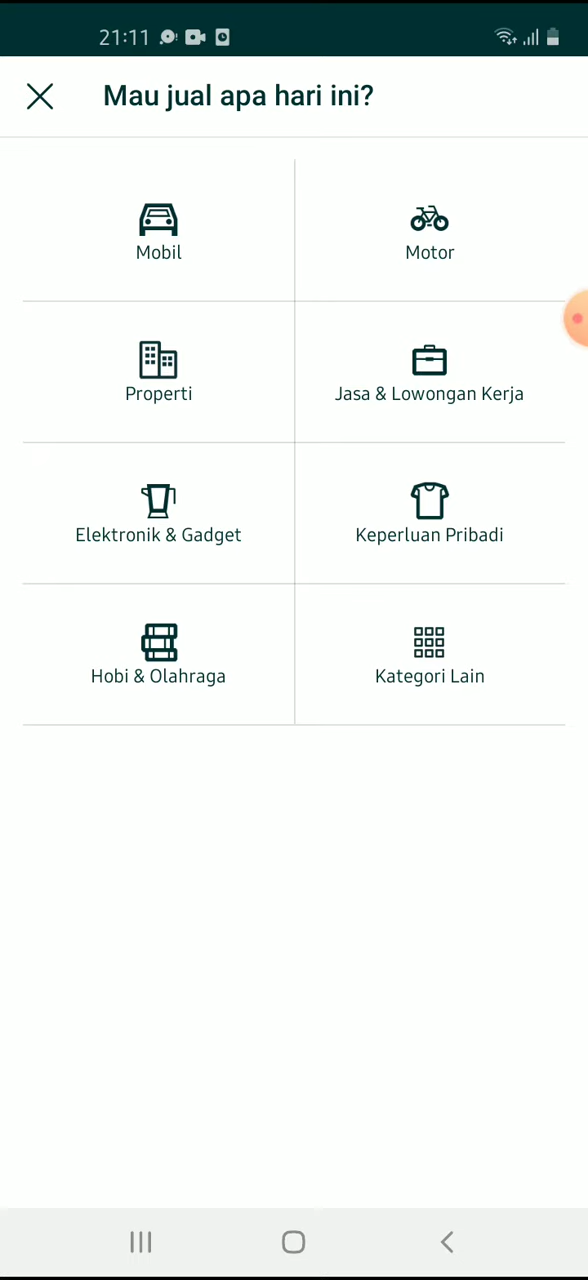 21:11
Mau jual apa hari ini?
Mobil
Motor
Properti
Jasa & Lowongan Kerja
Elektronik & Gadget
Keperluan Pribadi
Hobi & Olahraga
Kategori Lain